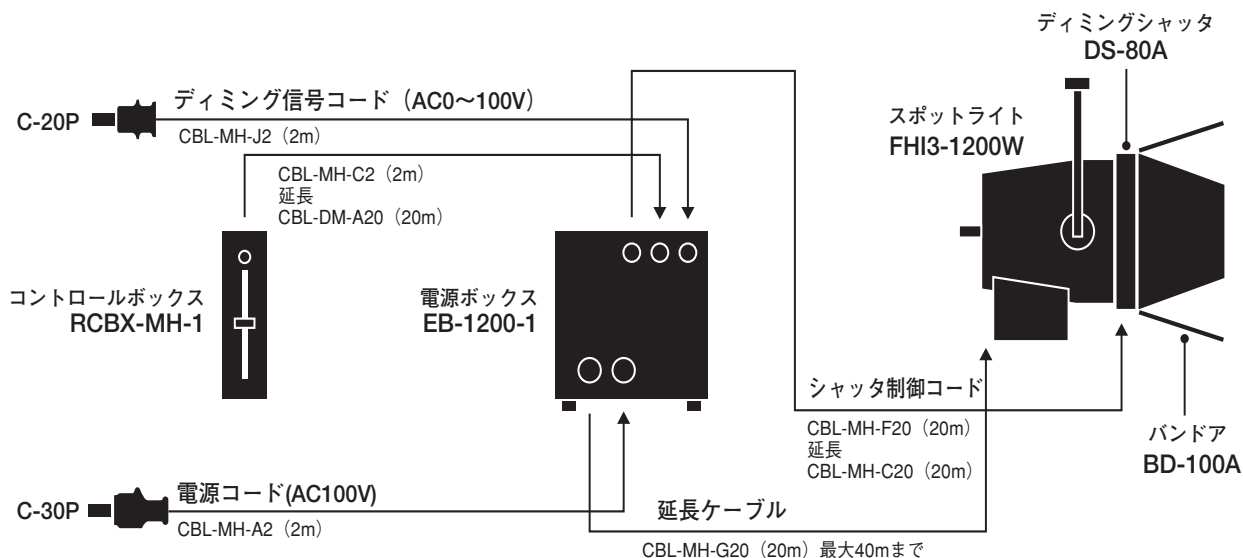 ディミングシャッタ
DS-80A
スポットライト
FHI3-1200W
C-20P
ディミング信号コード（AC0〜100V）
CBL-MH-J2（2m）
CBL-MH-C2（2m）
延長
CBL-DM-A20（20m）
コントロールボックス
RCBX-MH-1
電源ボックス
EB-1200-1
シャッタ制御コード
CBL-MH-F20（20m）
延長
CBL-MH-C20（20m）
バンドア
BD-100A
C-30P
電源コード(AC100V)
CBL-MH-A2（2m）
延長ケーブル
CBL-MH-G20（20m）最大40mまで